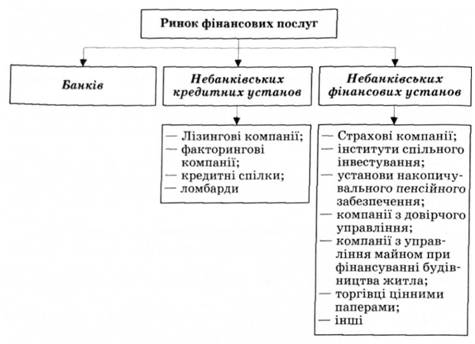 Ринок фінансових послуг
Банків
Небанківських
кредитних установ
Небанківських
фінансових установ
— Лізингові компанії;
— факторингові
компанії;
— кредитні спілки;
— ломбарди
— Страхові компанії;
— інститути спільного
інвестування;
— установи накопичу-
вального пенсійного
забезпечення;
— компанії з довірчого
управління;
— компанії з управ-
ління майном при
фінансуванні будів-
ництва житла;
— торгівці цінними
паперами;
— інші